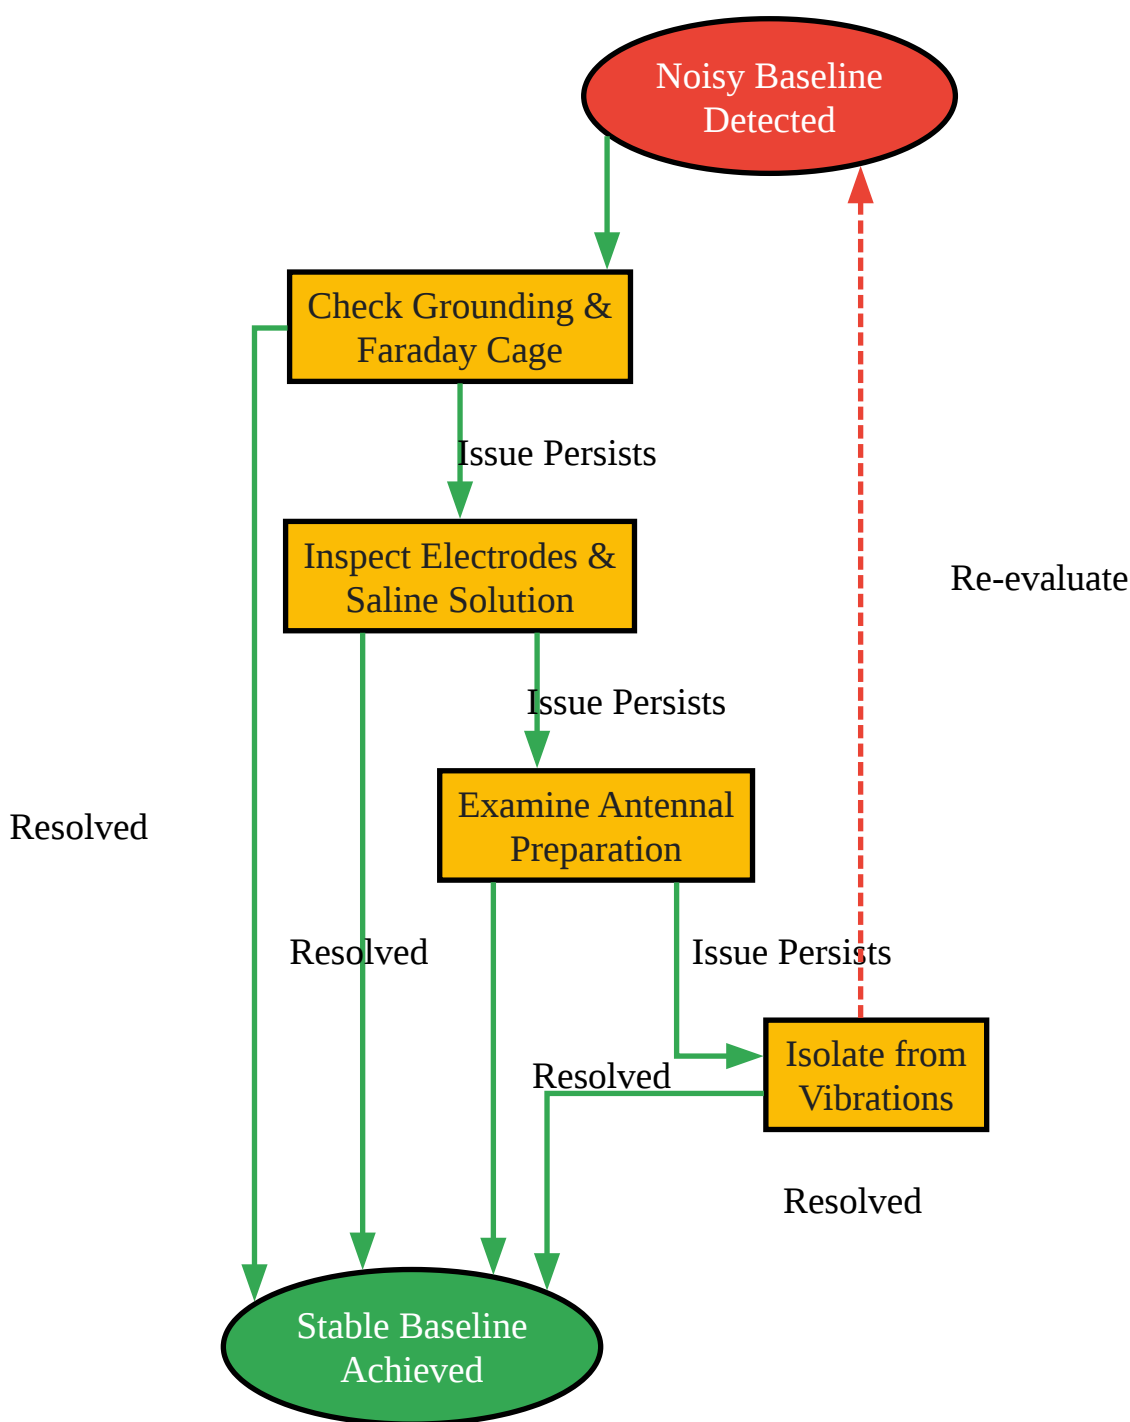 Noisy Baseline
Detected
Check Grounding &
Faraday Cage
Issue Persists
Inspect Electrodes &
Saline Solution
Re-evaluate
Issue Persists
Examine Antennal
Preparation
Resolved
Resolved
Issue Persists
Isolate from
Vibrations
Resolved
Resolved
Stable Baseline
Achieved